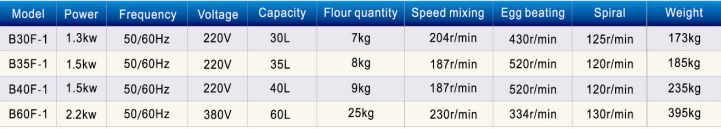 Model Power Frequency Voltage Capacity Flour quantity Speed mixing Egg beating Spiral Weight
B30F-1 1.3kw 50/60Hz 220V 30L 7kg 204r/min 430r/min 125r/min 173kg
B35F-1 1.5kw 50/60Hz 220V 35L 8kg 187r/min 520r/min 120r/min 185kg
B40F-1 1.5kw 50/60Hz 220V 40L 9kg 187r/min 520r/min 120r/min 235kg
B60F-1 2.2kw 50/60Hz 380V 60L 25kg 230r/min 334r/min 130r/min 395kg